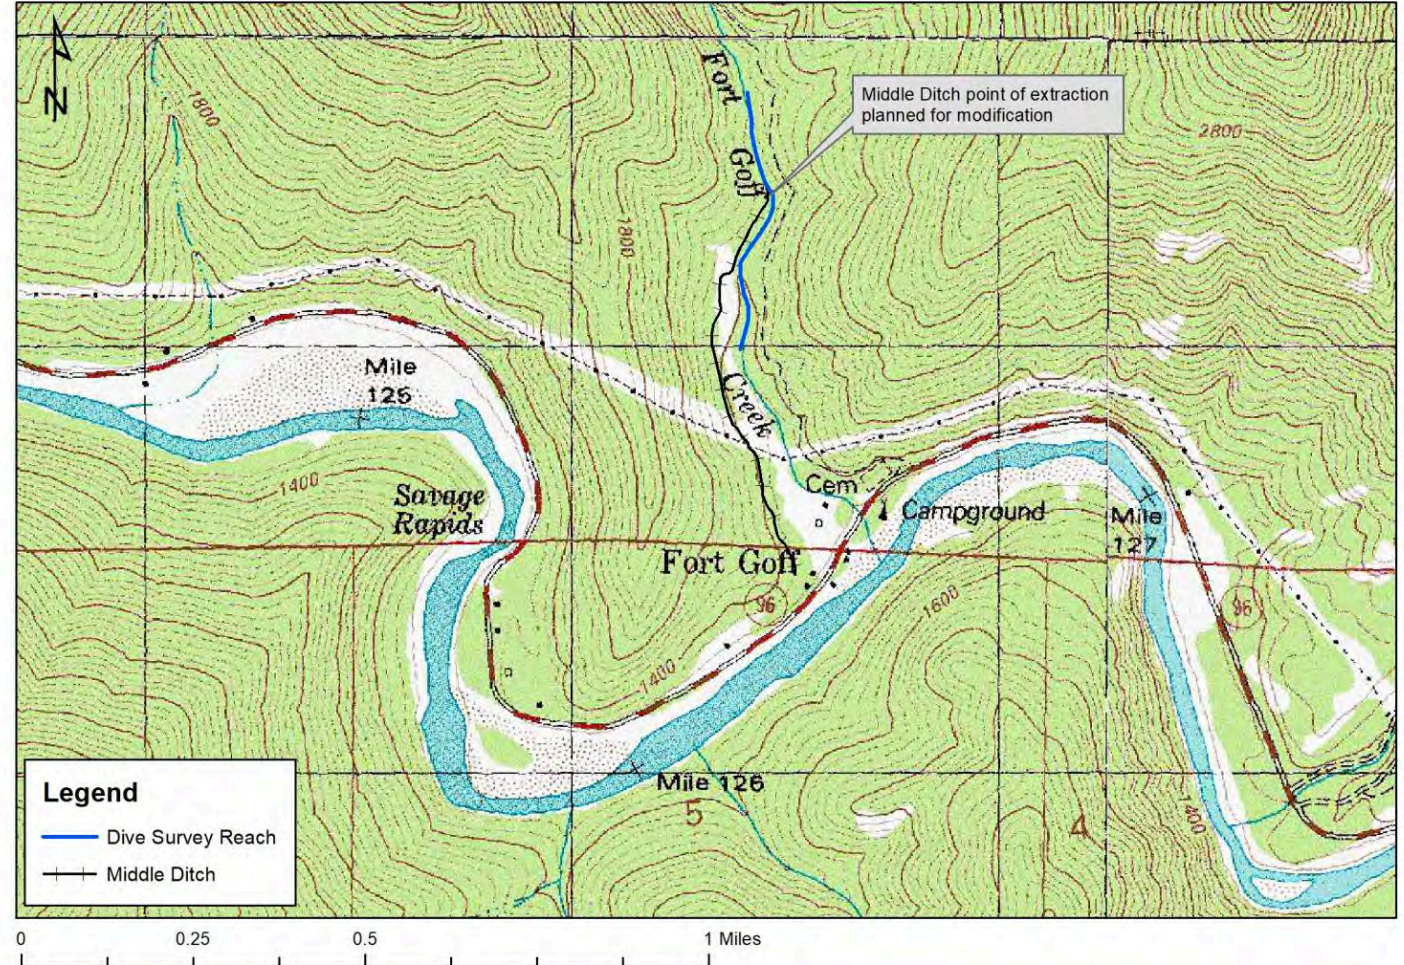 N
Fort
Goff
Creek
Middle Ditch point of extraction
planned for modification
1800
2800
1800
Mile
125
1400
Savage
Rapids
Cem
Campground
Mile
127
Fort Goff
96
1600
96
1400
Mile 126
5
4
1400
Legend
Dive Survey Reach
Middle Ditch
0
0.25
0.5
1 Miles